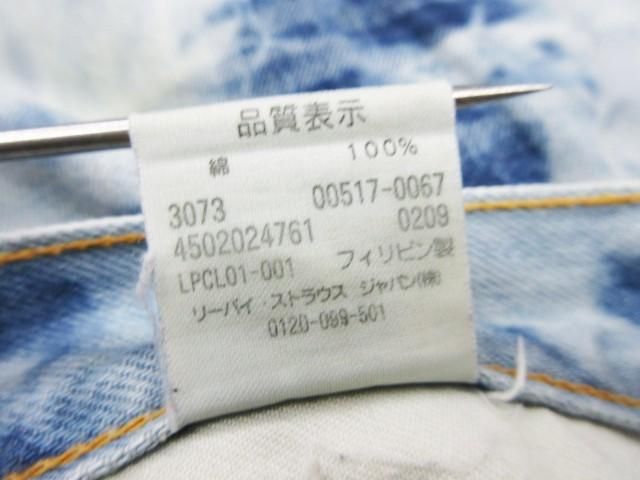 品質表示
綿 100%
3073 00517-0067
4502024761 0209
LPCL01-001 フィリピン製
リーバイ・ストラウス ジャパン(株)
0120-099-501